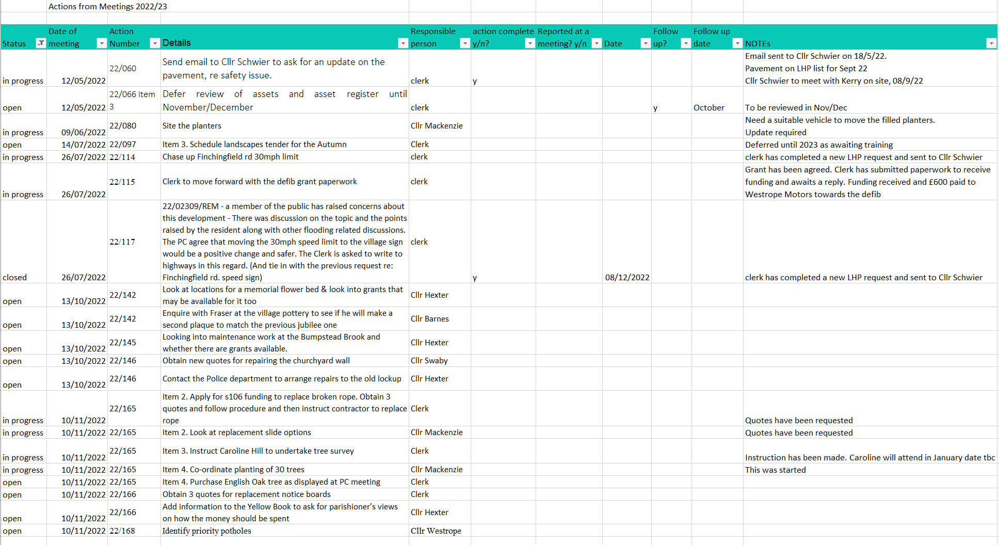 Actions from Meetings 2022/23
Status
Date of
meeting
Action
Number
Details
Responsible
person
action complete
y/n?
Reported at a
meeting? y/n
Date
Follow
up?
Follow up
date
NOTEs
in progress
12/05/2022
22/060
Send email to Cllr Schwier to ask for an update on the
pavement, re safety issue.
clerk
y
Email sent to Cllr Schwier on 18/5/22.
Pavement on LHP list for Sept 22
Cllr Schwier to meet with Kerry on site, 08/9/22
open
12/05/2022
22/066 Item
3
Defer review of assets and asset register until
November/December
clerk
y
October
To be reviewed in Nov/Dec
in progress
09/06/2022
22/080
Site the planters
Cllr Mackenzie
Need a suitable vehicle to move the filled planters.
Update required
open
14/07/2022
22/097
Item 3. Schedule landscapes tender for the Autumn
Clerk
Deferred until 2023 as awaiting training
in progress
26/07/2022
22/114
Chase up Finchingfield rd 30mph limit
clerk
clerk has completed a new LHP request and sent to Cllr Schwier
in progress
26/07/2022
22/115
Clerk to move forward with the defib grant paperwork
clerk
Grant has been agreed. Clerk has submitted paperwork to receive
funding and awaits a reply. Funding received and £600 paid to
Westrope Motors towards the defib
closed
26/07/2022
22/117
22/02309/REM - a member of the public has raised concerns about
this development - There was discussion on the topic and the points
raised by the resident along with other flooding related discussions.
The PC agree that moving the 30mph speed limit to the village sign
would be a positive change and safer. The Clerk is asked to write to
highways in this regard. (And tie in with the previous request re:
Finchingfield rd. speed sign)
clerk
y
08/12/2022
clerk has completed a new LHP request and sent to Cllr Schwier
open
13/10/2022
22/142
Look at locations for a memorial flower bed & look into grants that
may be available for it too
Cllr Hexter
open
13/10/2022
22/142
Enquire with Fraser at the village pottery to see if he will make a
second plaque to match the previous jubilee one
Cllr Barnes
open
13/10/2022
22/145
Looking into maintenance work at the Bumpstead Brook and
whether there are grants available.
Cllr Hexter
open
13/10/2022
22/146
Obtain new quotes for repairing the churchyard wall
Cllr Swaby
open
13/10/2022
22/146
Contact the Police department to arrange repairs to the old lockup
Cllr Hexter
in progress
10/11/2022
22/165
Item 2. Apply for s106 funding to replace broken rope. Obtain 3
quotes and follow procedure and then instruct contractor to replace
rope
Clerk
Quotes have been requested
in progress
10/11/2022
22/165
Item 2. Look at replacement slide options
Cllr Mackenzie
Quotes have been requested
in progress
10/11/2022
22/165
Item 3. Instruct Caroline Hill to undertake tree survey
Clerk
Instruction has been made. Caroline will attend in January date tbc
in progress
10/11/2022
22/165
Item 4. Co-ordinate planting of 30 trees
Cllr Mackenzie
This was started
open
10/11/2022
22/165
Item 4. Purchase English Oak tree as displayed at PC meeting
Clerk
open
10/11/2022
22/166
Obtain 3 quotes for replacement notice boards
Clerk
open
10/11/2022
22/166
Add information to the Yellow Book to ask for parishioner’s views
on how the money should be spent
Cllr Hexter
open
10/11/2022
22/168
Identify priority potholes
Cllr Westrope